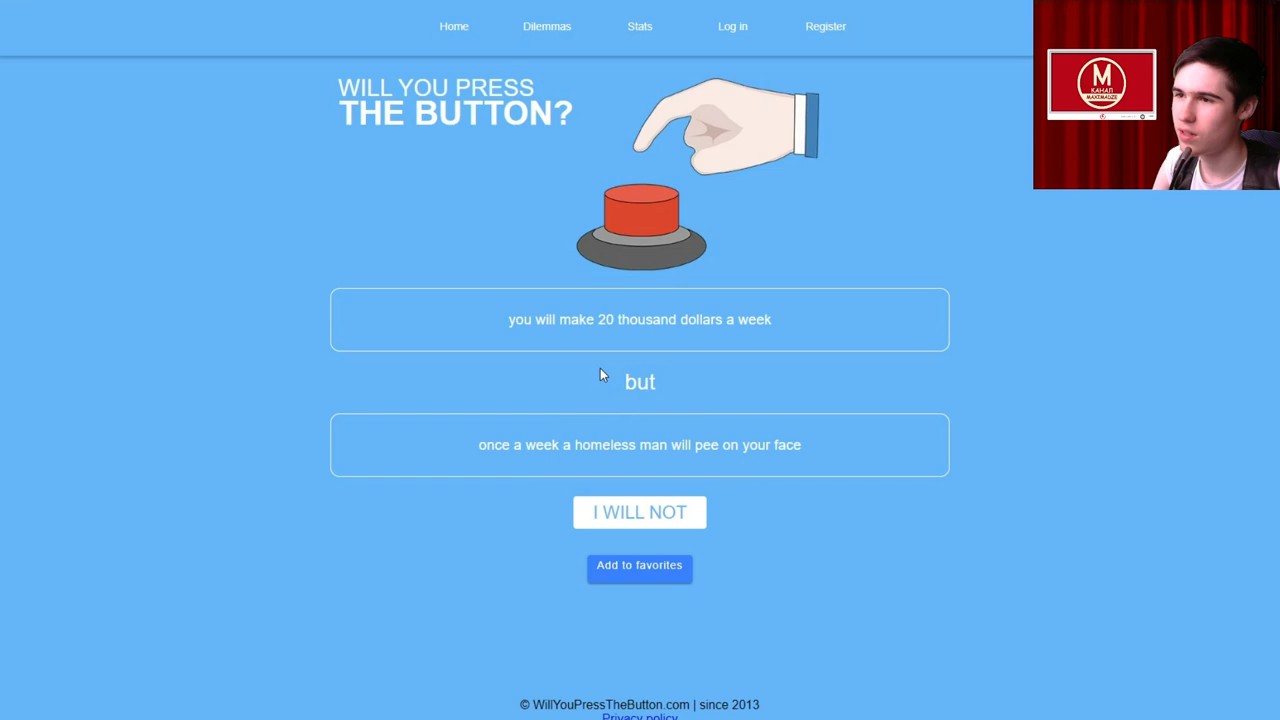 Home Dilemmas Stats Log in Register
WILL YOU PRESS
THE BUTTON?
М
КАНАЛ
MAXIMADZE
you will make 20 thousand dollars a week
but
once a week a homeless man will pee on your face
I WILL NOT
Add to favorites
© WillYouPressTheButton.com | since 2013
Privacy policy